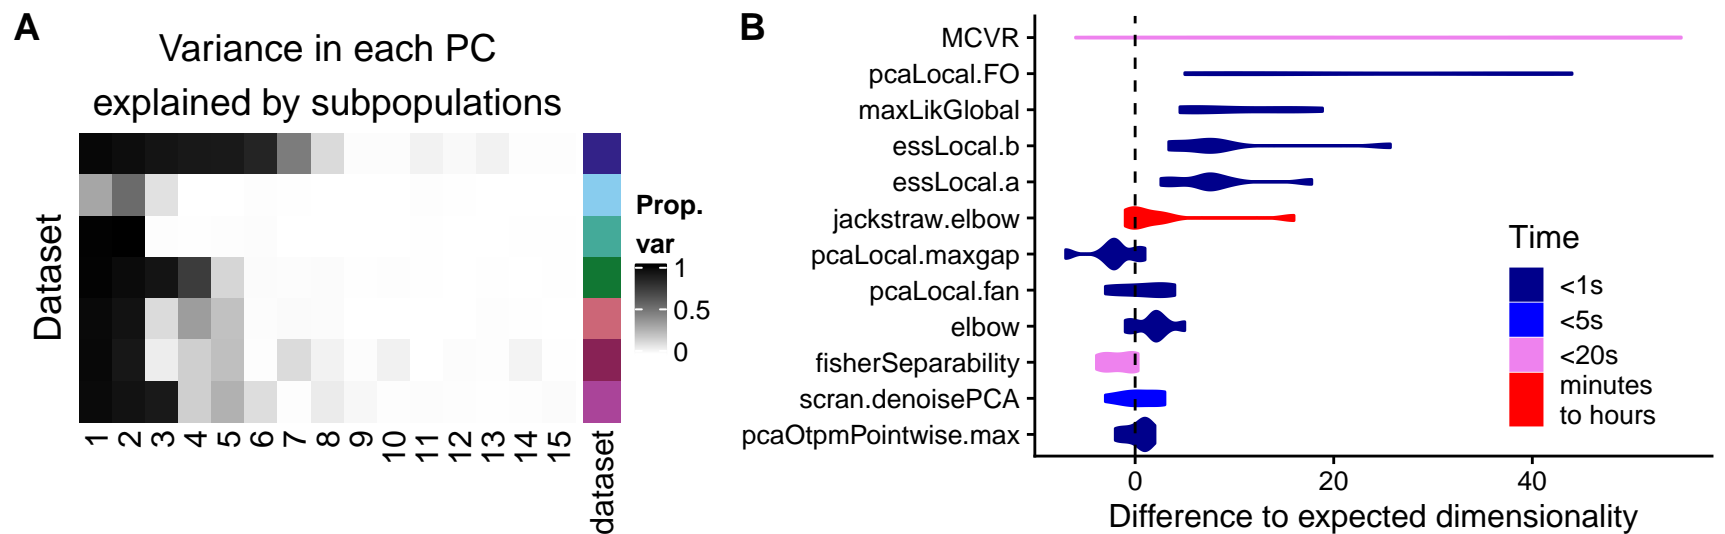 A
Variance in each PC
explained by subpopulations
Dataset
1 2 3 4 5 6 7 8 9 10 11 12 13 14 15
dataset
Prop.
var
1
0.5
0
B
MCVR
pcaLocal.FO
maxLikGlobal
essLocal.b
essLocal.a
jackstraw.elbow
pcaLocal.maxgap
pcaLocal.fan
elbow
fisherSeparability
scran.denoisePCA
pcaOtpmPointwise.max
0 20 40
Difference to expected dimensionality
Time
<1s
<5s
<20s
minutes
to hours